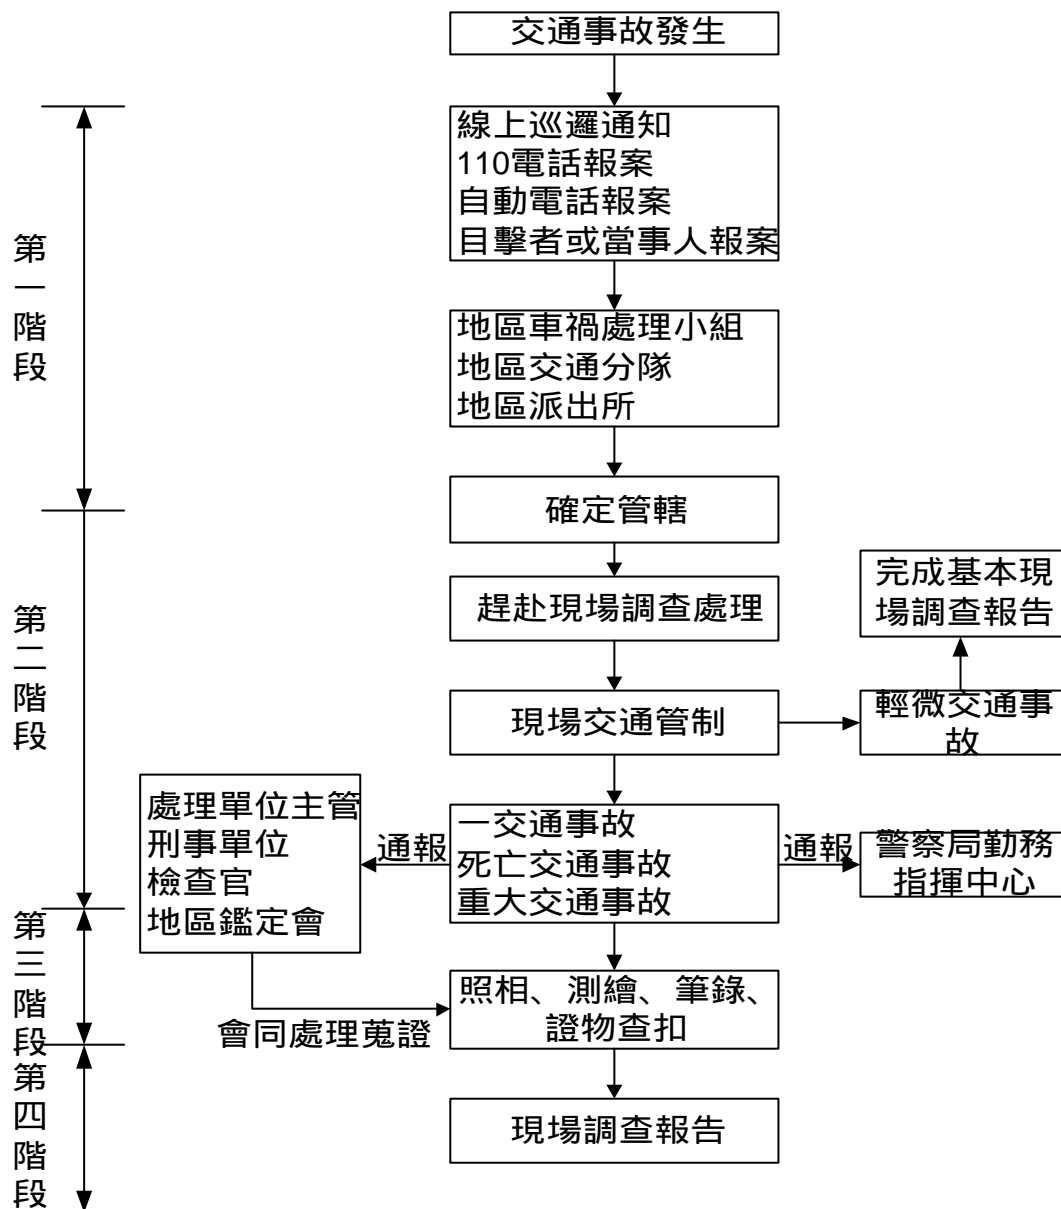 交通事故發生
線上巡邏通知
110電話報案
自動電話報案
目擊者或當事人報案
第一階段
地區車禍處理小組
地區交通分隊
地區派出所
確定管轄
趕赴現場調查處理
完成基本現
場調查報告
第二階段
現場交通管制
輕微交通事
故
處理單位主管
刑事單位
檢查官
地區鑑定會
通報
一交通事故
死亡交通事故
重大交通事故
通報
警察局勤務
指揮中心
第三階段
照相、測繪、筆錄、
證物查扣
會同處理蒐證
第四階段
現場調查報告